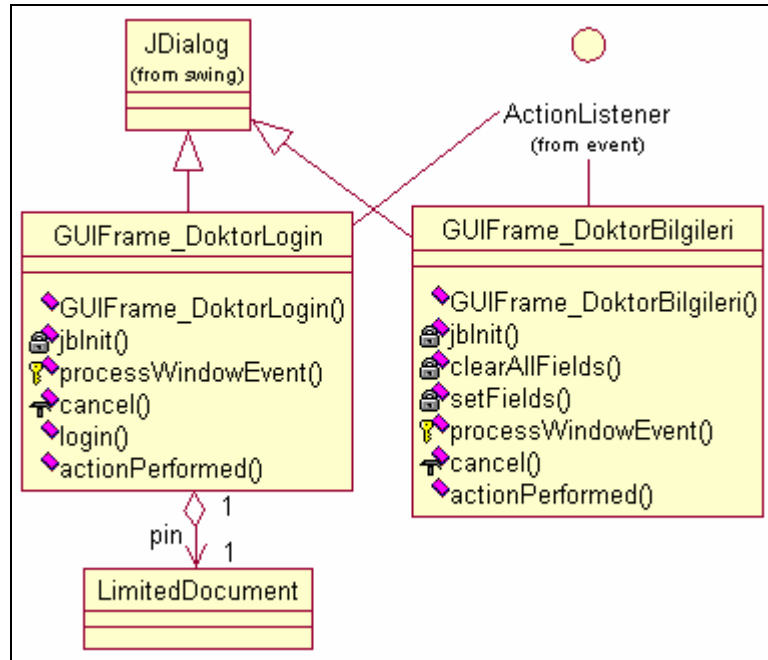 JDialog
(from swing)
ActionListener
(from event)
GUIFrame_DoktorLogin
GUIFrame_DoktorLogin()
jbInit()
processWindowEvent()
cancel()
login()
actionPerformed()
GUIFrame_DoktorBilgileri
GUIFrame_DoktorBilgileri()
jbInit()
clearAllFields()
setFields()
processWindowEvent()
cancel()
actionPerformed()
1
pin
1
LimitedDocument